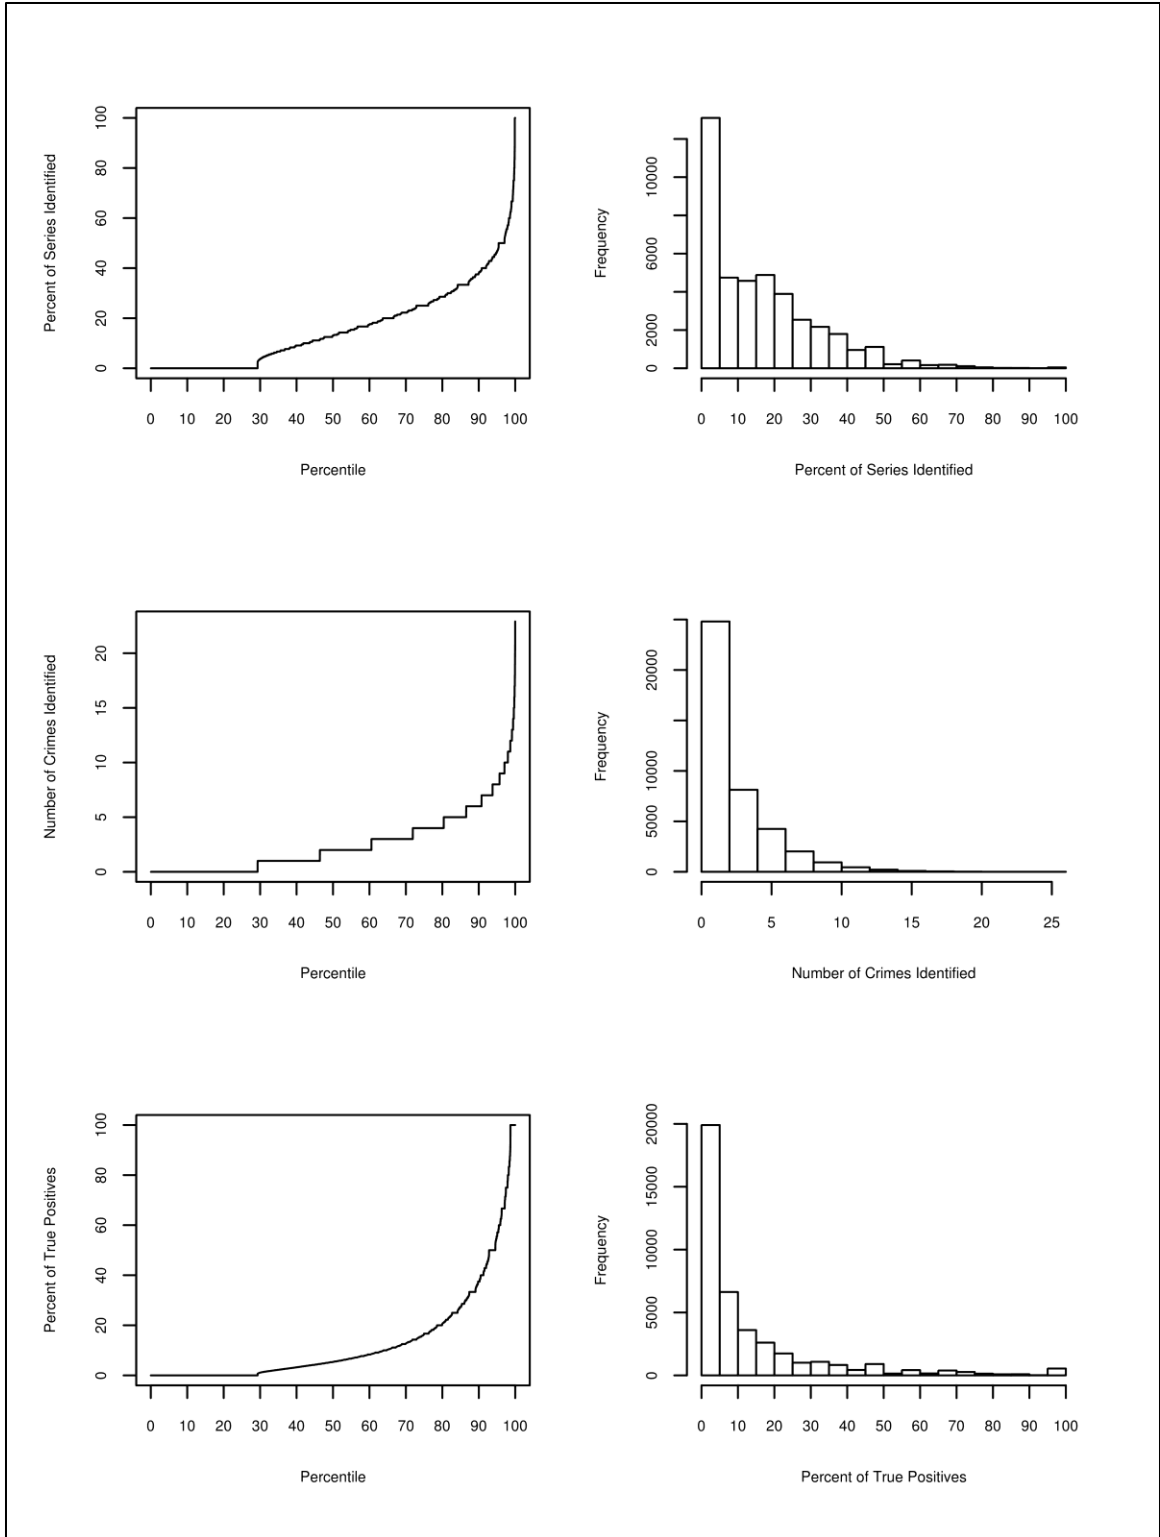 Percent of Series Identified
100
80
60
40
20
0
0 10 20 30 40 50 60 70 80 90 100
Percentile
Frequency
10000
6000
2000
0
0 10 20 30 40 50 60 70 80 90 100
Percent of Series Identified
Number of Crimes Identified
20
15
10
5
0
0 10 20 30 40 50 60 70 80 90 100
Percentile
Frequency
20000
10000
5000
0
0 5 10 15 20 25
Number of Crimes Identified
Percent of True Positives
100
80
60
40
20
0
0 10 20 30 40 50 60 70 80 90 100
Percentile
Frequency
20000
15000
10000
5000
0
0 10 20 30 40 50 60 70 80 90 100
Percent of True Positives